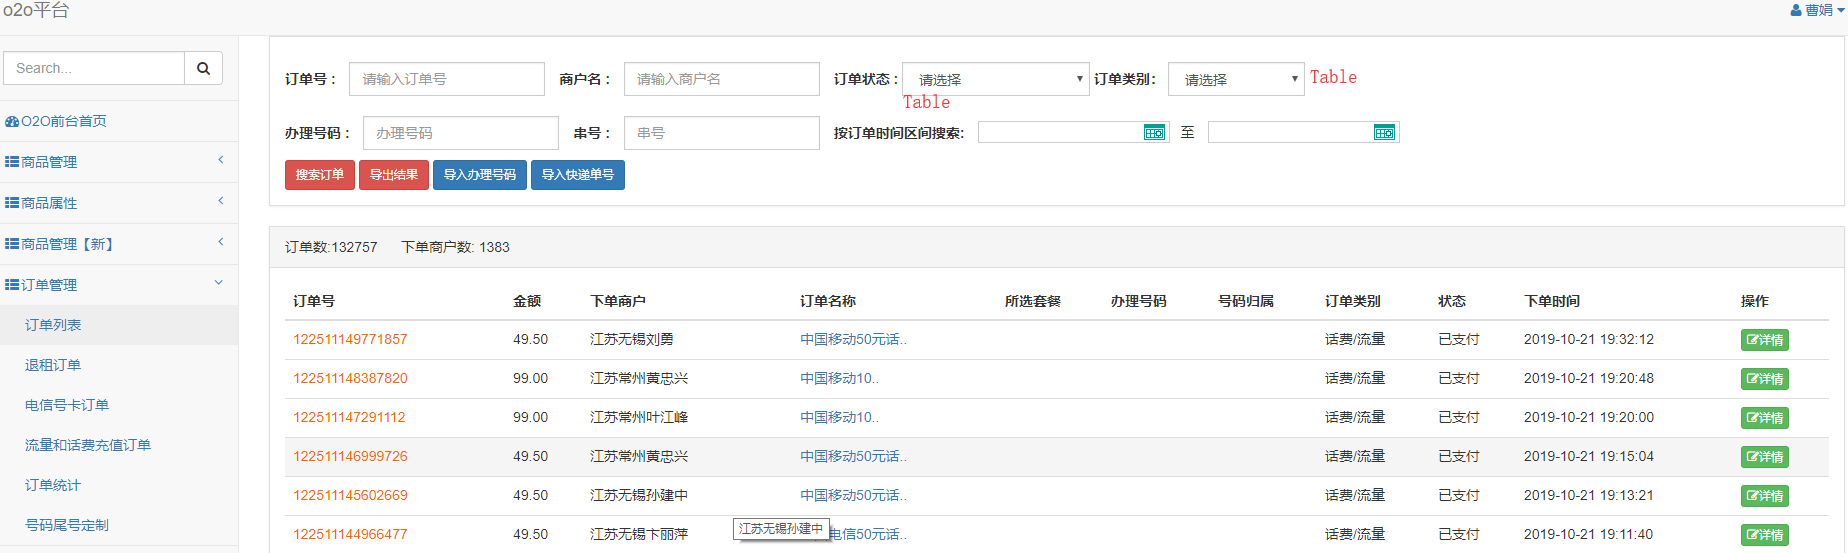 o2o平台
曹娟
Search...
O2O前台首页
商品管理
商品属性
商品管理【新】
订单管理
订单列表
退租订单
电信号卡订单
流量和话费充值订单
订单统计
号码尾号定制
订单号： 请输入订单号 商户名： 请输入商户名 订单状态： 请选择 订单类别： 请选择 Table
Table
办理号码： 办理号码 串号： 串号 按订单时间区间搜索: 至
搜索订单 导出结果 导入办理号码 导入快递单号
订单数:132757 下单商户数: 1383
订单号 金额 下单商户 订单名称 所选套餐 办理号码 号码归属 订单类别 状态 下单时间 操作
122511149771857 49.50 江苏无锡刘勇 中国移动50元话.. 话费/流量 已支付 2019-10-21 19:32:12 详情
122511148387820 99.00 江苏常州黄忠兴 中国移动10.. 话费/流量 已支付 2019-10-21 19:20:48 详情
122511147291112 99.00 江苏常州叶江峰 中国移动10.. 话费/流量 已支付 2019-10-21 19:20:00 详情
122511146999726 49.50 江苏常州黄忠兴 中国移动50元话.. 话费/流量 已支付 2019-10-21 19:15:04 详情
122511145602669 49.50 江苏无锡孙建中 中国移动50元话.. 话费/流量 已支付 2019-10-21 19:13:21 详情
122511144966477 49.50 江苏无锡卞丽萍 电信50元话.. 话费/流量 已支付 2019-10-21 19:11:40 详情
江苏无锡孙建中